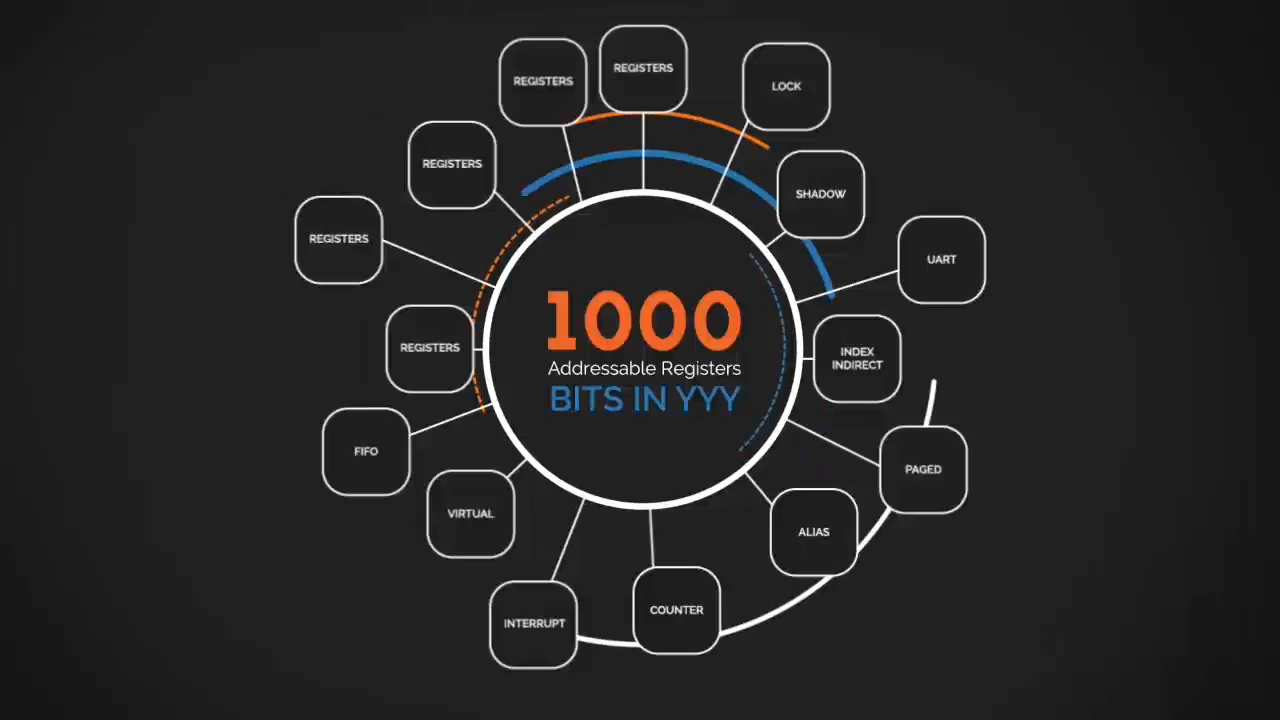 REGISTERS
REGISTERS
LOCK
REGISTERS
SHADOW
REGISTERS
UART
1000
Addressable Registers
BITS IN YYY
REGISTERS
INDEX
INDIRECT
FIFO
PAGED
VIRTUAL
ALIAS
INTERRUPT
COUNTER